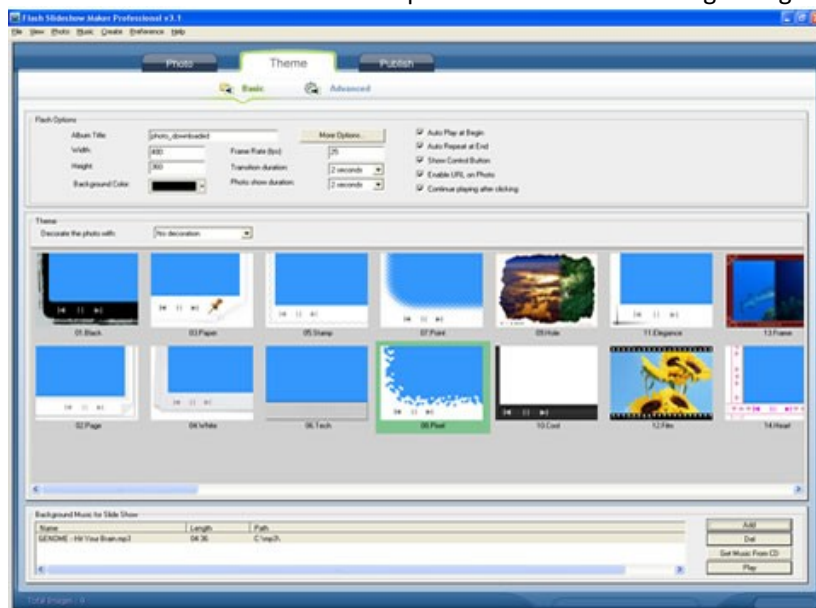 Flash Slideshow Maker Professional v3.1
File View Photo Music Create Preference Help
Photo Theme Publish
Basic Advanced
Flash Options
Album Title: photo_downloaded More Options... Auto Play at Begin
Width: 400 Frame Rate (fps): 25 Auto Repeat at End
Height: 360 Transition duration: 2 seconds Show Control Button
Background Color: Photo show duration: 2 seconds Enable URL on Photo
Continue playing after clicking
Theme
Decorate the photo with: No decoration
01.Black 03.Paper 05.Stamp 07.Paint 09.Hole 11.Elegance 13.Frame
02.Page 04.White 06.Tech 08.Pixel 10.Cool 12.Film 14.Heart
Background Music to Slide Show
Name Length Path Add
GENOME - Hit Your Brain.mp3 04:36 C:\mp3\ Del
Get Music From CD
Play
Total Images :